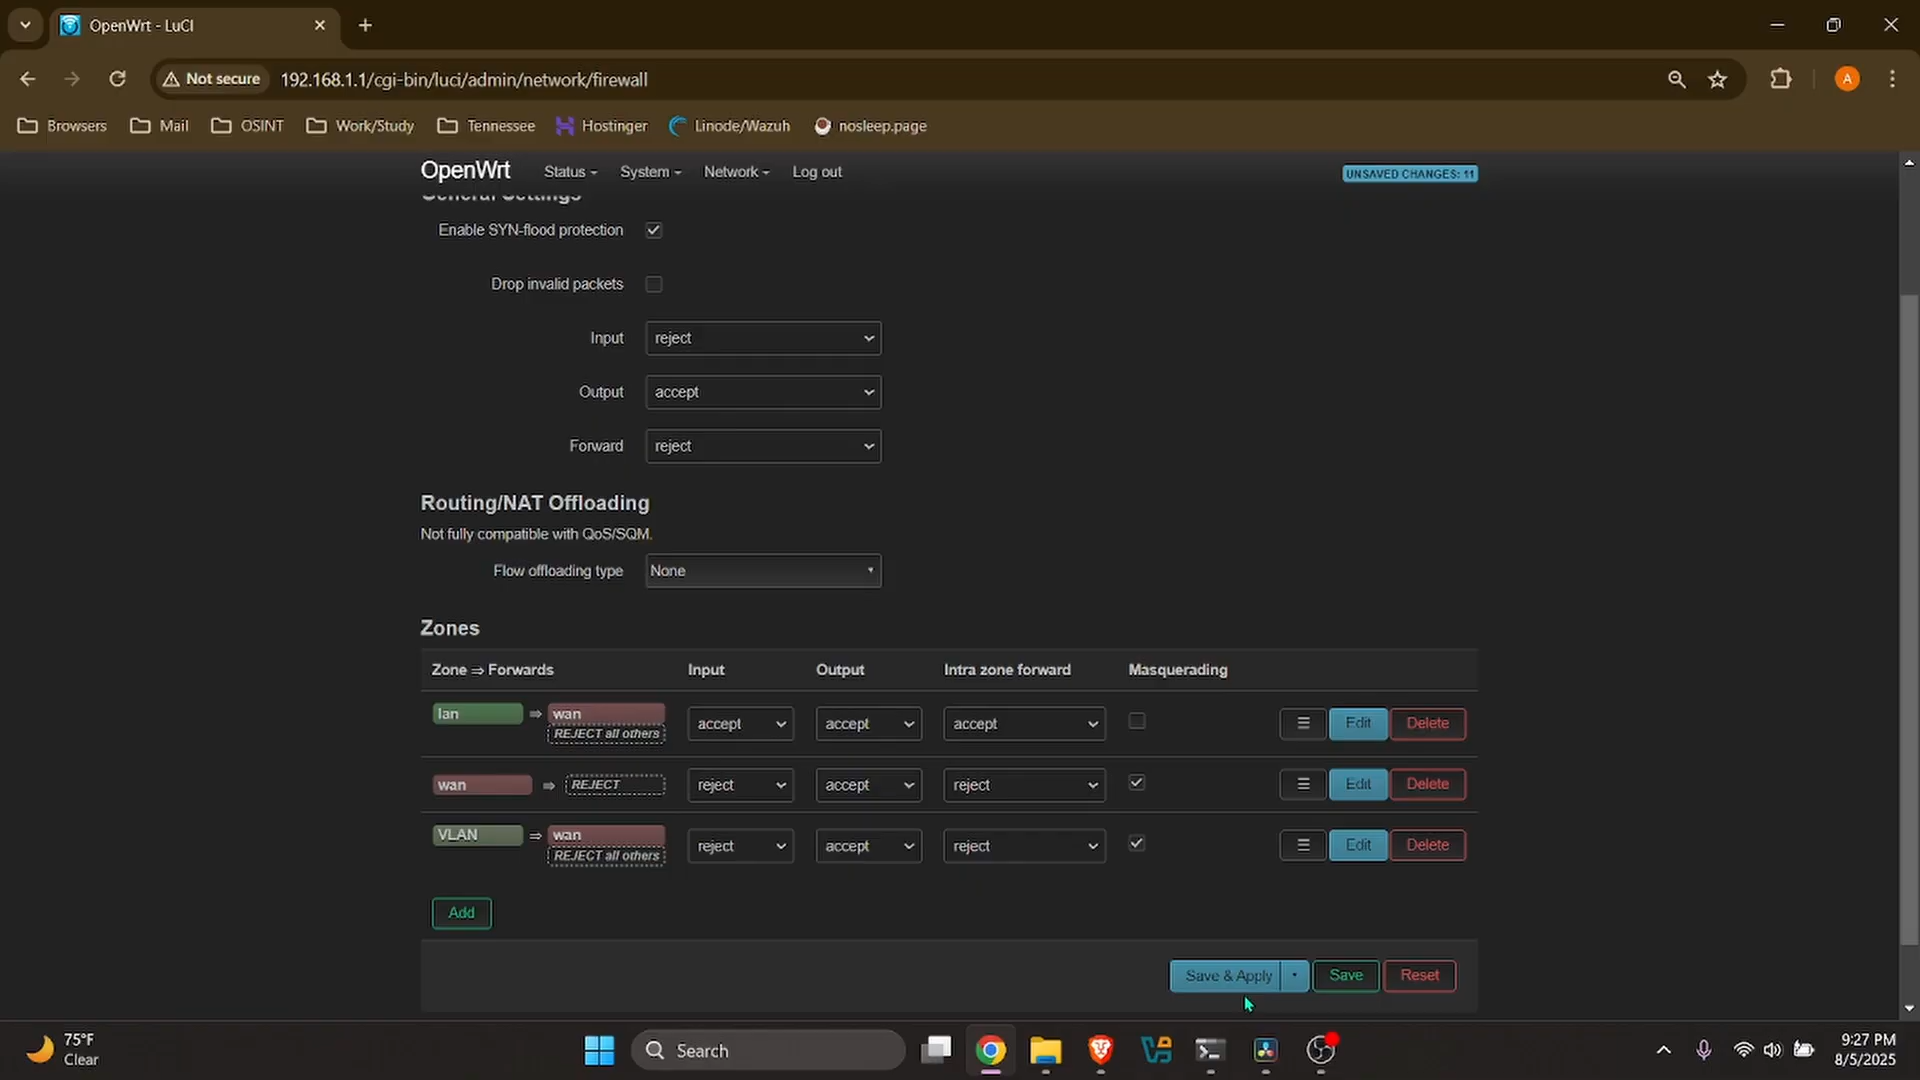 OpenWrt - LuCI
Not secure
192.168.1.1/cgi-bin/luci/admin/network/firewall
A
Browsers
Mail
OSINT
Work/Study
Tennessee
Hostinger
Linode/Wazuh
nosleep.page
OpenWrt
Status
System
Network
Log out
UNSAVED CHANGES: 11
General Settings
Enable SYN-flood protection
Drop invalid packets
Input
reject
Output
accept
Forward
reject
Routing/NAT Offloading
Not fully compatible with QoS/SQM.
Flow offloading type
None
Zones
Zone ⇒ Forwards
Input
Output
Intra zone forward
Masquerading
lan ⇒ wan
REJECT all others
accept
accept
accept
Edit
Delete
wan ⇒ REJECT
reject
accept
reject
Edit
Delete
VLAN ⇒ wan
REJECT all others
reject
accept
reject
Edit
Delete
Add
Save & Apply
Save
Reset
75°F
Clear
Search
9:27 PM
8/5/2025